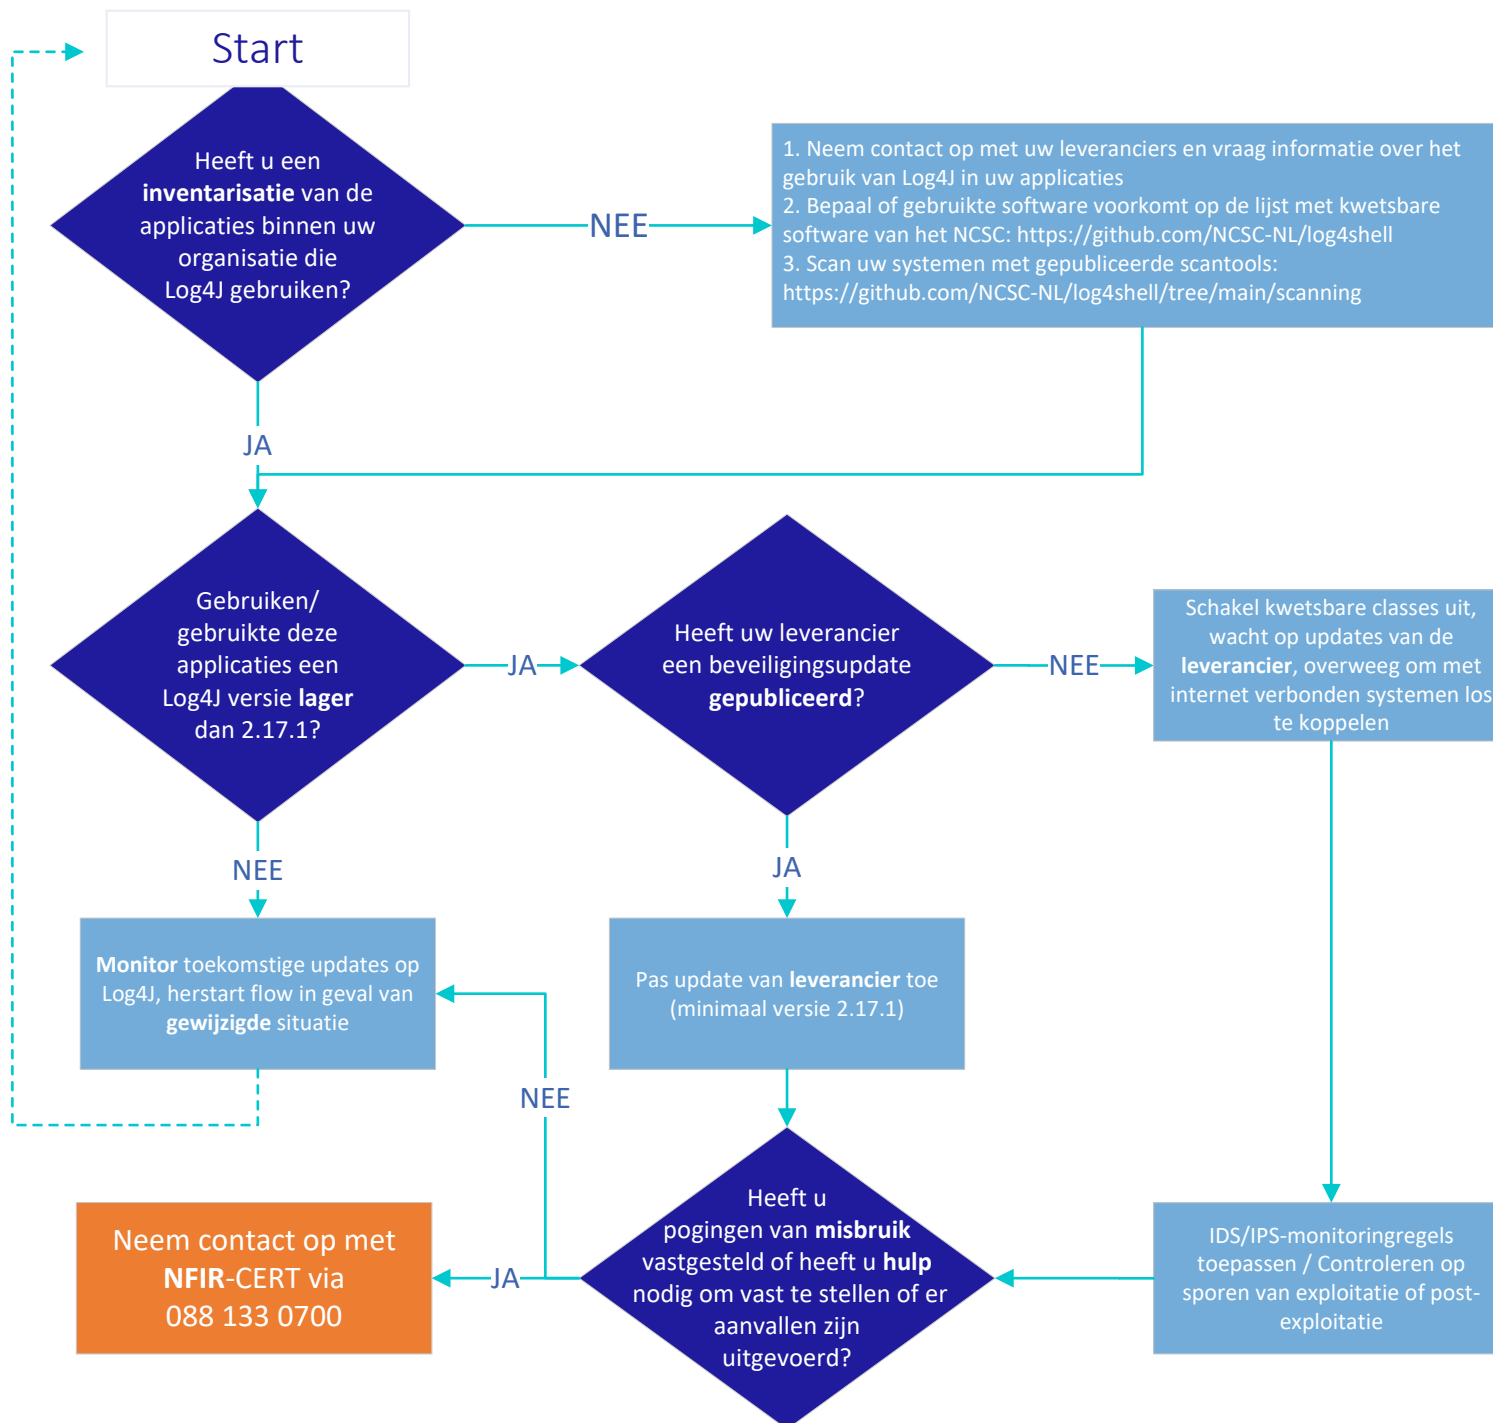 Start
Heeft u een
inventarisatie van de
applicaties binnen uw
organisatie die
Log4J gebruiken?
NEE
1. Neem contact op met uw leveranciers en vraag informatie over het
gebruik van Log4J in uw applicaties
2. Bepaal of gebruikte software voorkomt op de lijst met kwetsbare
software van het NCSC: https://github.com/NCSC-NL/log4shell
3. Scan uw systemen met gepubliceerde scantools:
https://github.com/NCSC-NL/log4shell/tree/main/scanning
JA
Gebruiken/
gebruikte deze
applicaties een
Log4J versie lager
dan 2.17.1?
JA
Heeft uw leverancier
een beveiligingsupdate
gepubliceerd?
NEE
Schakel kwetsbare classes uit,
wacht op updates van de
leverancier, overweeg om met
internet verbonden systemen los
te koppelen
NEE
JA
Monitor toekomstige updates op
Log4J, herstart flow in geval van
gewijzigde situatie
Pas update van leverancier toe
(minimaal versie 2.17.1)
NEE
Neem contact op met
NFIR-CERT via
088 133 0700
JA
Heeft u
pogingen van misbruik
vastgesteld of heeft u hulp
nodig om vast te stellen of er
aanvallen zijn
uitgevoerd?
IDS/IPS-monitoringregels
toepassen / Controleren op
sporen van exploitatie of post-
exploitatie